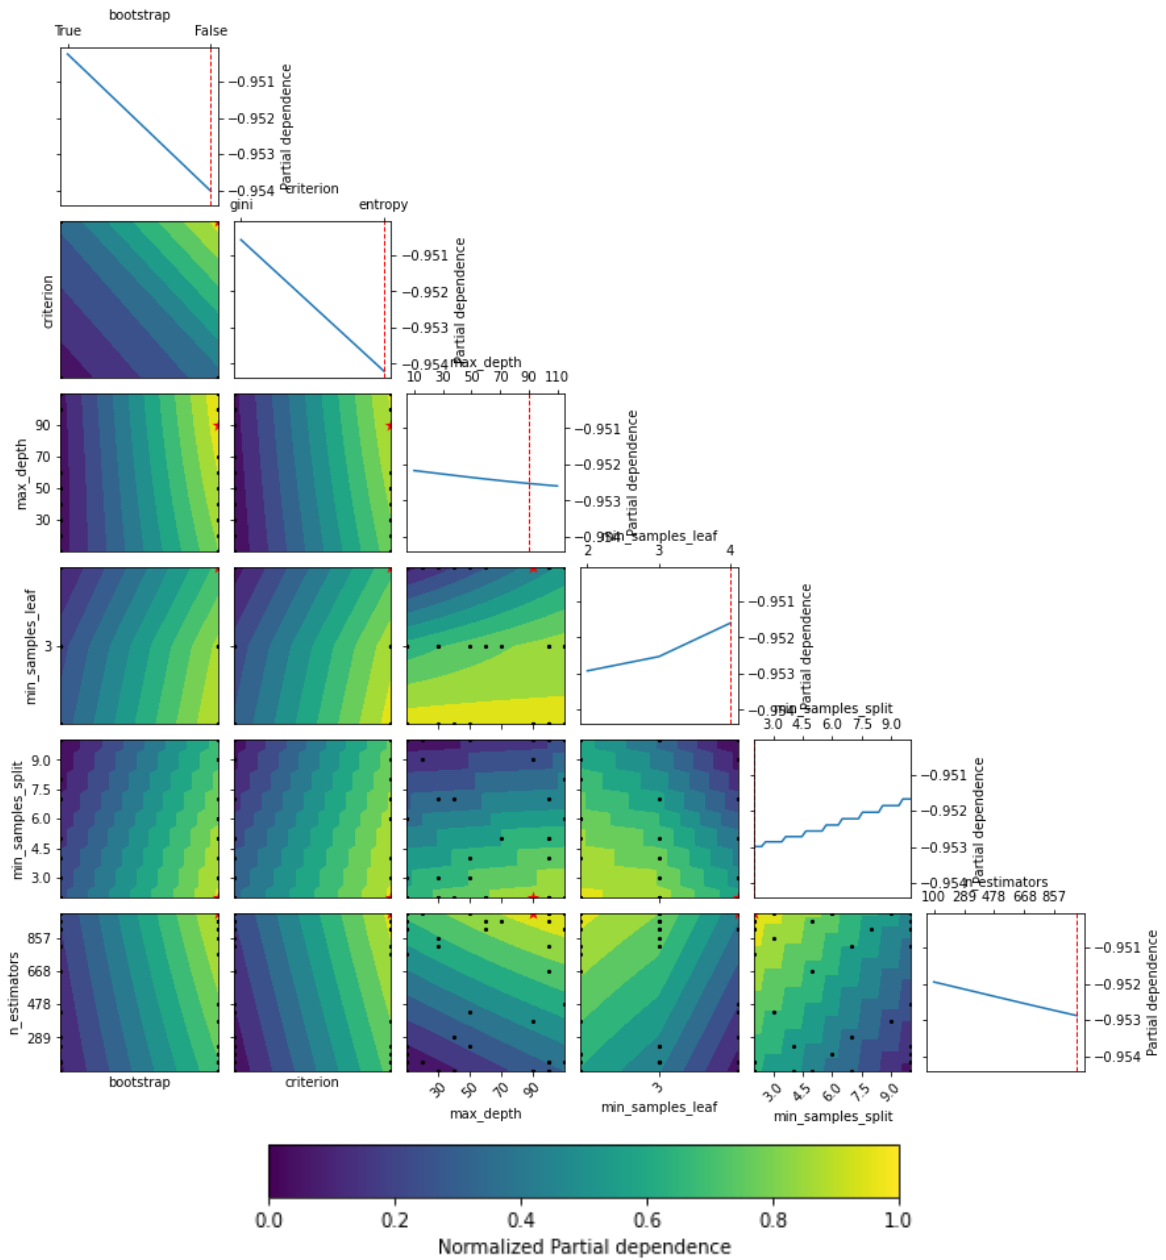 bootstrap
True False
−0.951
−0.952
−0.953
−0.954
Partial dependence
criterion
gini entropy
criterion
−0.951
−0.952
−0.953
−0.954
Partial dependence
max_depth
10 30 50 70 90 110
max_depth
90
70
50
30
−0.951
−0.952
−0.953
−0.954
Partial dependence
min_samples_leaf
2 3 4
min_samples_leaf
3
−0.951
−0.952
−0.953
−0.954
Partial dependence
min_samples_split
3.0 4.5 6.0 7.5 9.0
min_samples_split
9.0
7.5
6.0
4.5
3.0
−0.951
−0.952
−0.953
−0.954
Partial dependence
n_estimators
100 289 478 668 857
n_estimators
857
668
478
289
−0.951
−0.952
−0.953
−0.954
Partial dependence
bootstrap
criterion
30 50 70 90
max_depth
3
min_samples_leaf
3.0 4.5 6.0 7.5 9.0
min_samples_split
0.0 0.2 0.4 0.6 0.8 1.0
Normalized Partial dependence